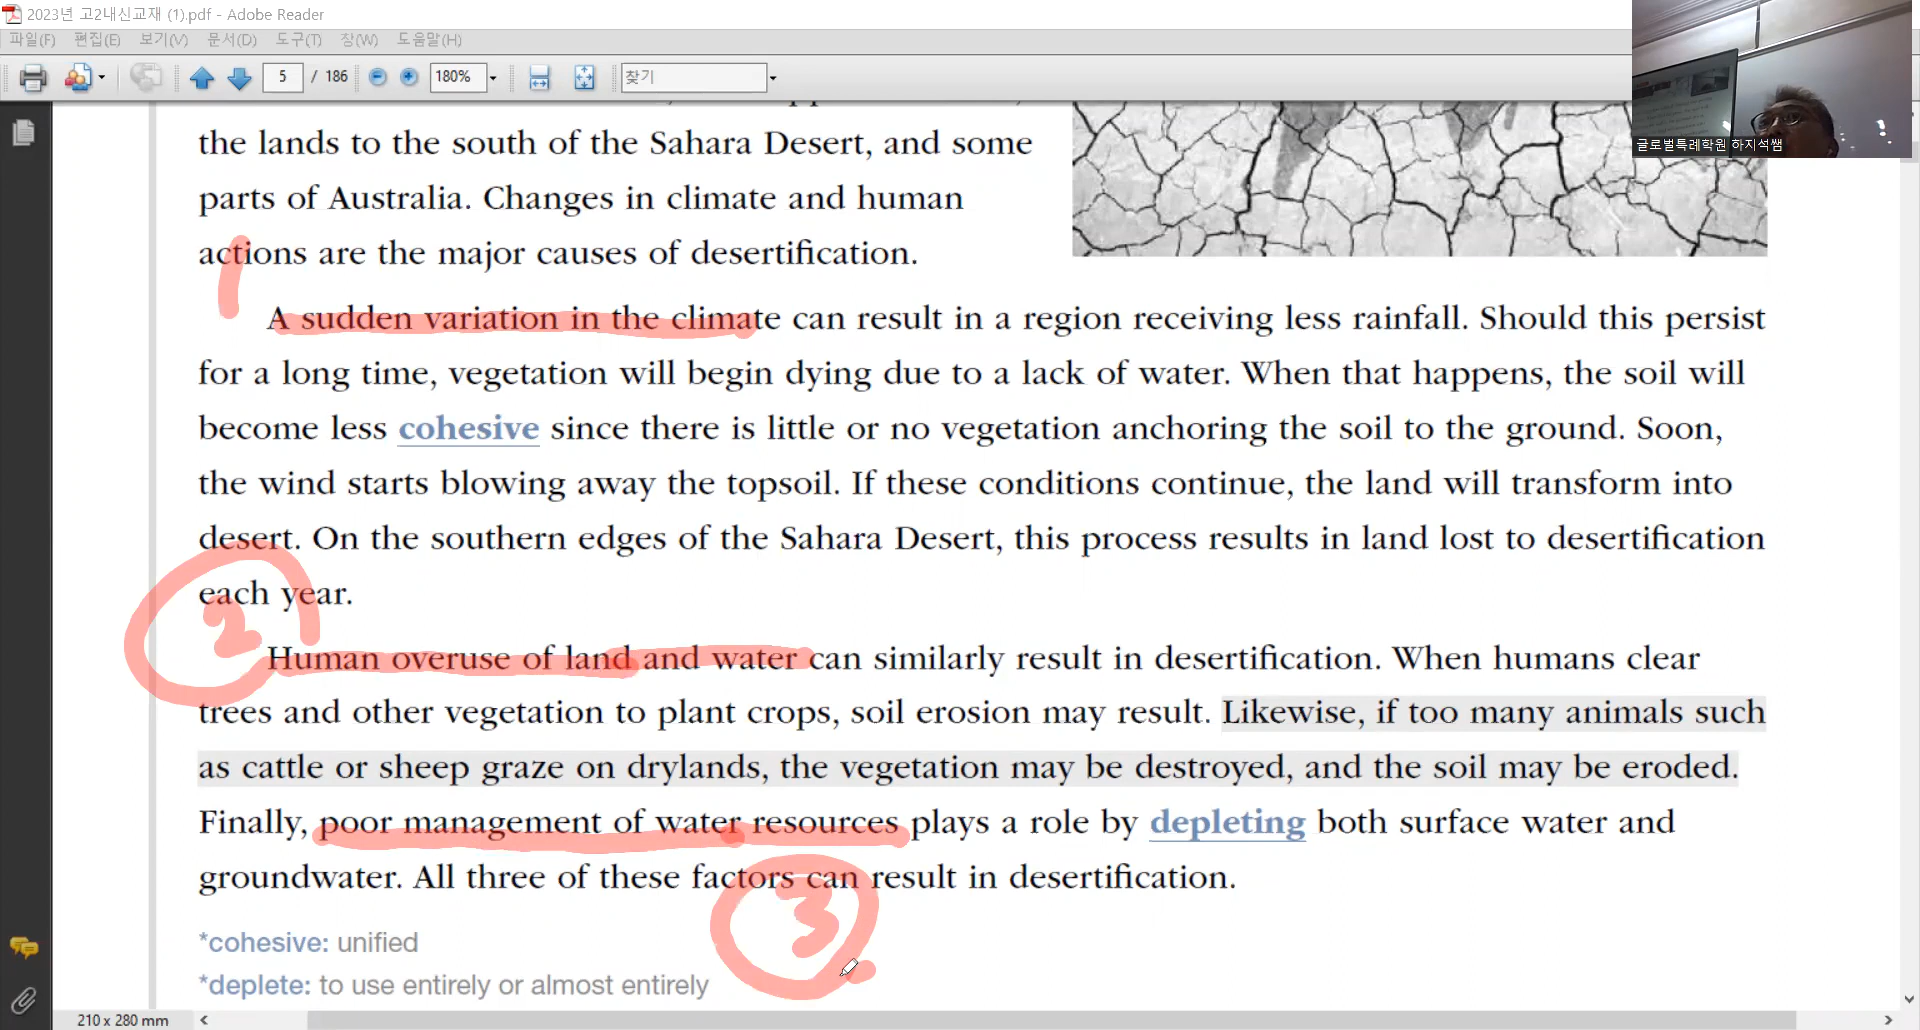 2023년 고2내신교재 (1).pdf - Adobe Reader
파일(F) 편집(E) 보기(V) 문서(D) 도구(T) 창(W) 도움말(H)
5 / 186 180% 찾기
글로벌특례학원 하지석쌤
the lands to the south of the Sahara Desert, and some
parts of Australia. Changes in climate and human
actions are the major causes of desertification.
1
A sudden variation in the climate can result in a region receiving less rainfall. Should this persist
for a long time, vegetation will begin dying due to a lack of water. When that happens, the soil will
become less cohesive since there is little or no vegetation anchoring the soil to the ground. Soon,
the wind starts blowing away the topsoil. If these conditions continue, the land will transform into
desert. On the southern edges of the Sahara Desert, this process results in land lost to desertification
each year.
2
Human overuse of land and water can similarly result in desertification. When humans clear
trees and other vegetation to plant crops, soil erosion may result. Likewise, if too many animals such
as cattle or sheep graze on drylands, the vegetation may be destroyed, and the soil may be eroded.
Finally, poor management of water resources plays a role by depleting both surface water and
groundwater. All three of these factors can result in desertification.
3
*cohesive: unified
*deplete: to use entirely or almost entirely
210 x 280 mm